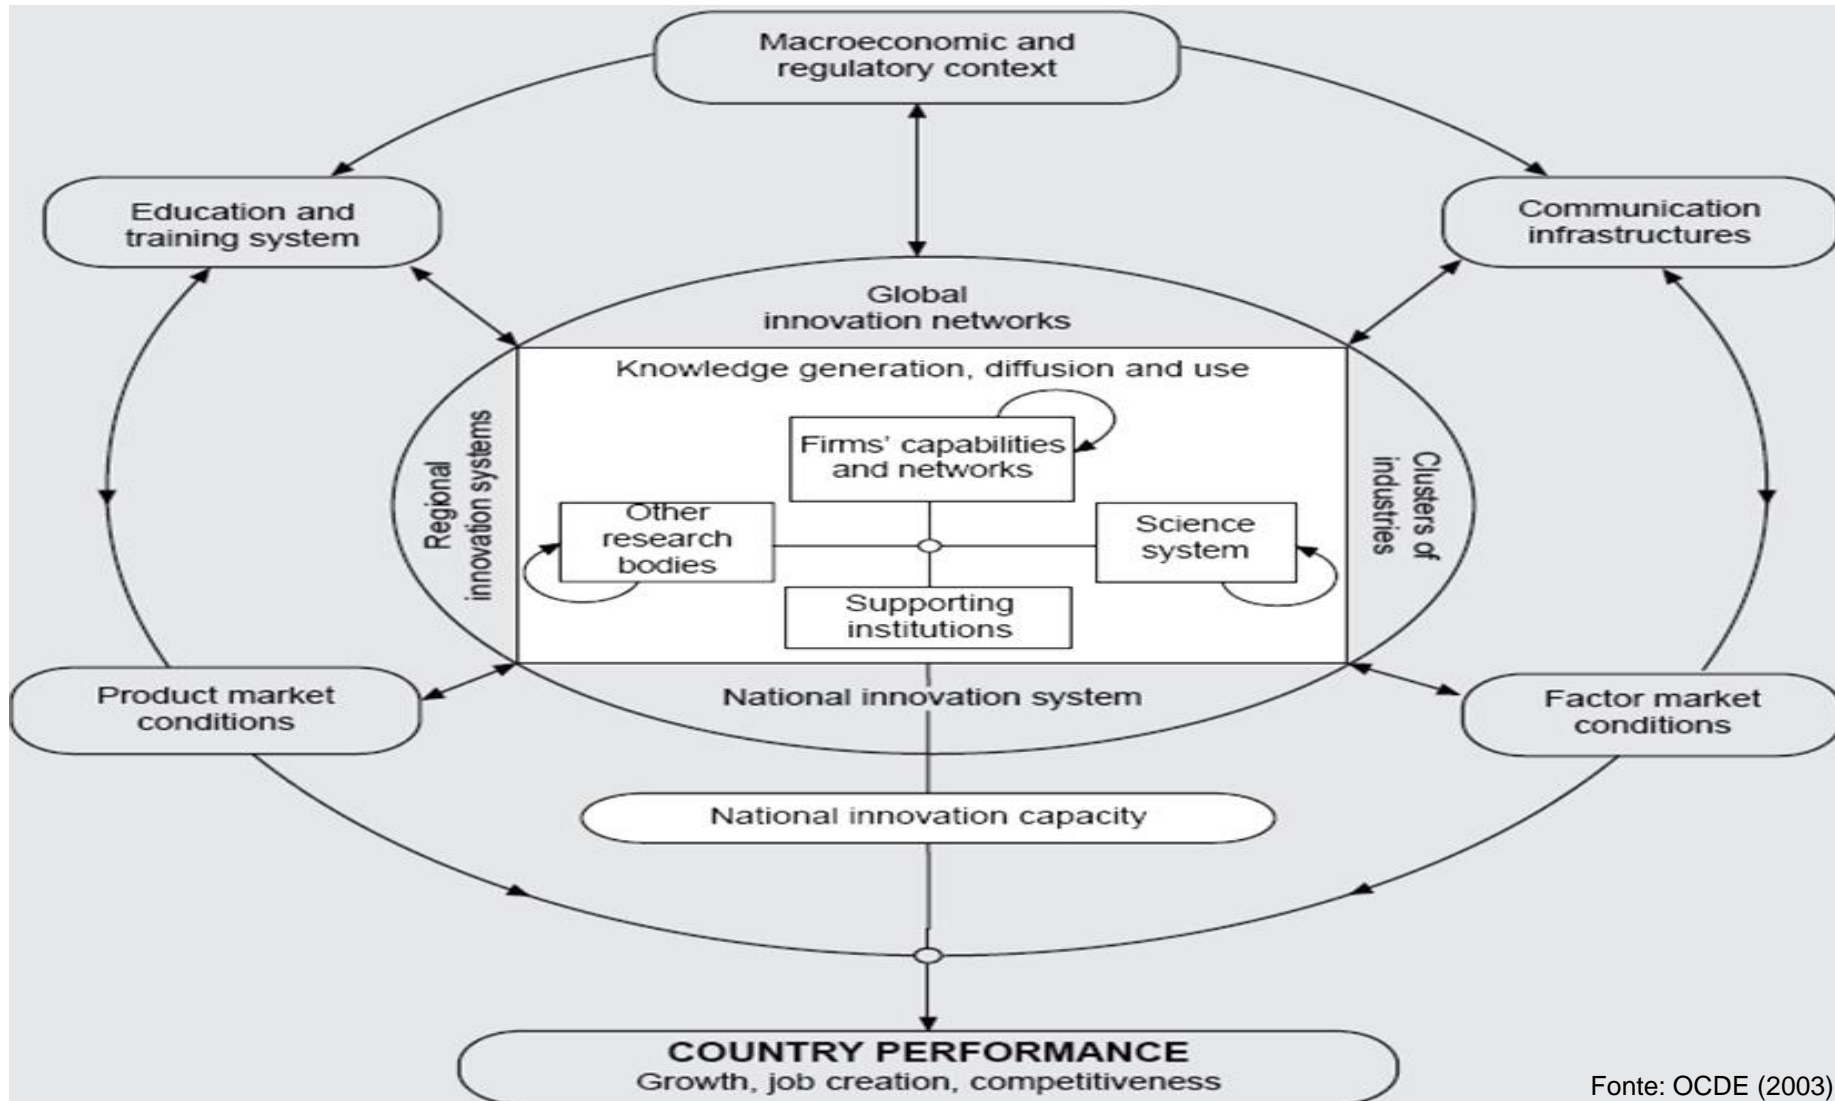 Macroeconomic and
regulatory context
Education and
training system
Communication
infrastructures
Global
innovation networks
Knowledge generation, diffusion and use
Regional
innovation systems
Firms' capabilities
and networks
Clusters of
industries
Other
research
bodies
Science
system
Supporting
institutions
Product market
conditions
National innovation system
Factor market
conditions
National innovation capacity
COUNTRY PERFORMANCE
Growth, job creation, competitiveness
Fonte: OCDE (2003)